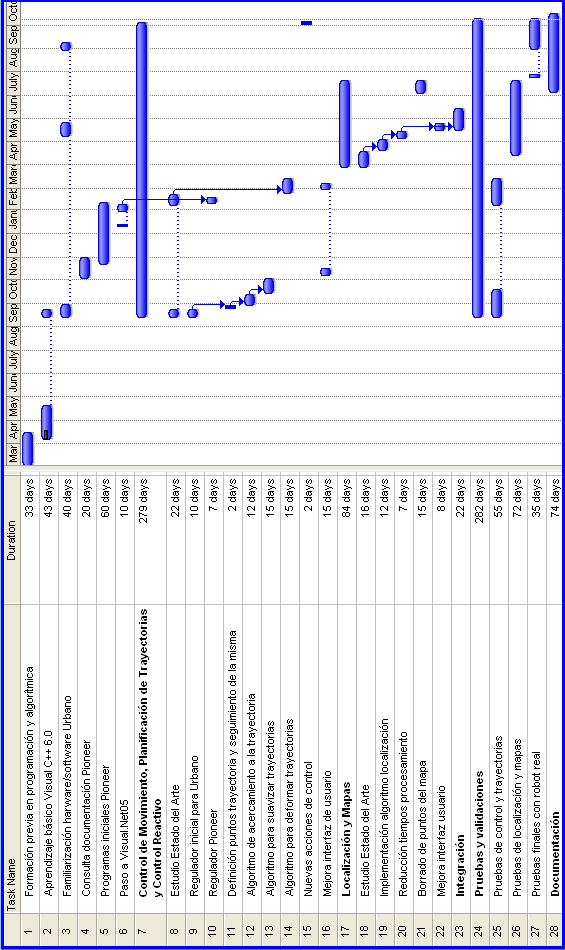 Task Name Duration Mar Apr May Jun July Aug Sep Oct Nov Dec Jan Feb Mar Apr May Jun July Aug Sep Oct
1 Formación previa en programación y algorítmica 33 days
2 Aprendizaje básico Visual C++ 6.0 43 days
3 Familiarización harware/software Urbano 40 days
4 Consulta documentación Pioneer 20 days
5 Programas iniciales Pioneer 60 days
6 Paso a Visual.Net05 10 days
7 Control de Movimiento, Planificación de Trayectorias 279 days
y Control Reactivo
8 Estudio Estado del Arte 22 days
9 Regulador inicial para Urbano 10 days
10 Regulador Pioneer 7 days
11 Definición puntos trayectoria y seguimiento de la misma 2 days
12 Algoritmo de acercamiento a la trayectoria 12 days
13 Algoritmo para suavizar trayectorias 15 days
14 Algoritmo para deformar trayectorias 15 days
15 Nuevas acciones de control 2 days
16 Mejora interfaz de usuario 15 days
17 Localización y Mapas 84 days
18 Estudio Estado del Arte 16 days
19 Implementación algoritmo localización 12 days
20 Reducción tiempos procesamiento 7 days
21 Borrado de puntos del mapa 15 days
22 Mejora interfaz usuario 8 days
23 Integración 22 days
24 Pruebas y validaciones 282 days
25 Pruebas de control y trayectorias 55 days
26 Pruebas de localización y mapas 72 days
27 Pruebas finales con robot real 35 days
28 Documentación 74 days